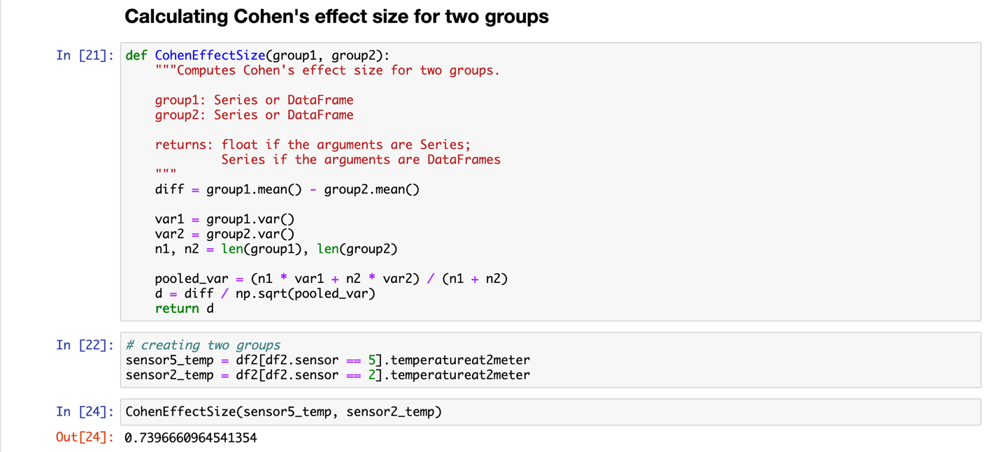 Calculating Cohen's effect size for two groups
In [21]: def CohenEffectSize(group1, group2):
    """Computes Cohen's effect size for two groups.
    group1: Series or DataFrame
    group2: Series or DataFrame
    returns: float if the arguments are Series;
             Series if the arguments are DataFrames
    """
    diff = group1.mean() - group2.mean()
    var1 = group1.var()
    var2 = group2.var()
    n1, n2 = len(group1), len(group2)
    pooled_var = (n1 * var1 + n2 * var2) / (n1 + n2)
    d = diff / np.sqrt(pooled_var)
    return d
In [22]: # creating two groups
sensor5_temp = df2[df2.sensor == 5].temperatureat2meter
sensor2_temp = df2[df2.sensor == 2].temperatureat2meter
In [24]: CohenEffectSize(sensor5_temp, sensor2_temp)
Out[24]: 0.7396660964541354